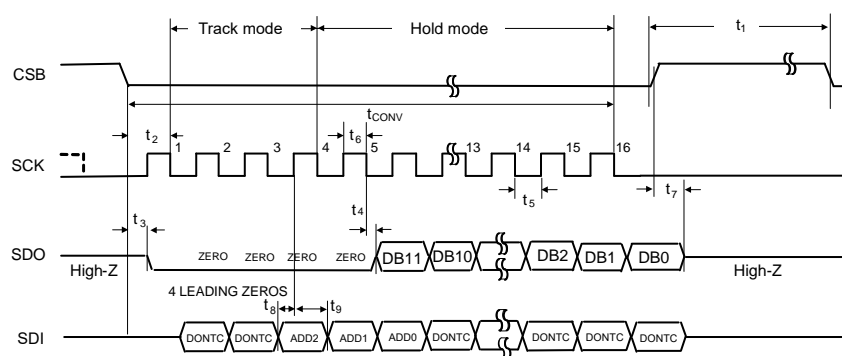 Track mode Hold mode t1
CSB
tCONV
t2 t6
1 2 3 4 5 13 14 15 16
SCK
t3 t4 t5 t7
ZERO ZERO ZERO ZERO DB11 DB10 DB2 DB1 DB0
SDO
High-Z High-Z
4 LEADING ZEROS
t8 t9
SDI DONTC DONTC ADD2 ADD1 ADD0 DONTC DONTC DONTC DONTC